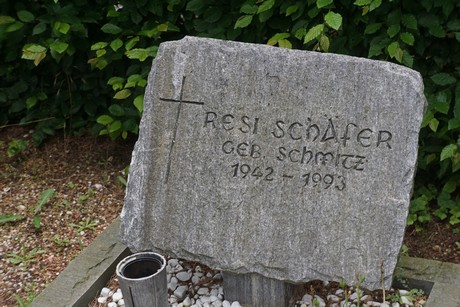 RESI SCHÄFER
GEB. SCHMITZ
1942 - 1993